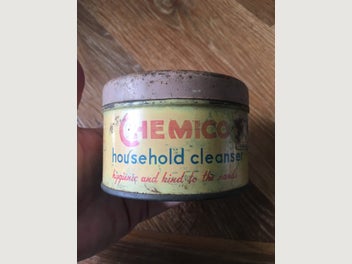 CHEMICO
household cleanser
hygienic and kind to the hands